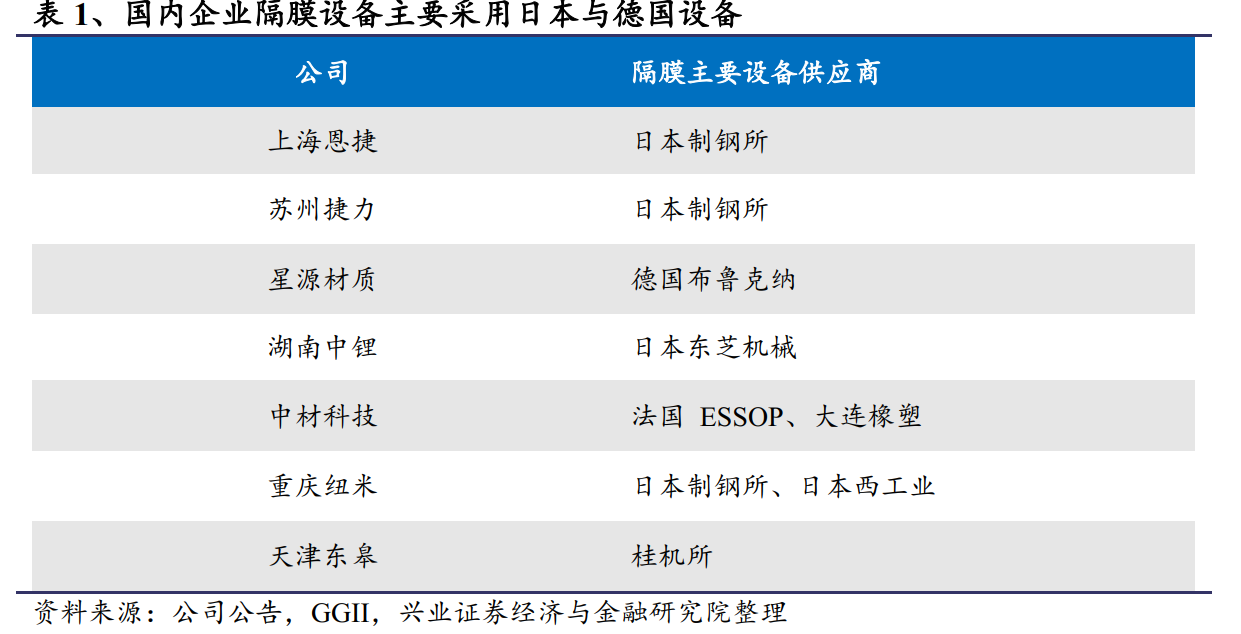 表 1、国内企业隔膜设备主要采用日本与德国设备
公司 隔膜主要设备供应商
上海恩捷 日本制钢所
苏州捷力 日本制钢所
星源材质 德国布鲁克纳
湖南中锂 日本东芝机械
中材科技 法国 ESSOP、大连橡塑
重庆纽米 日本制钢所、日本西工业
天津东皋 桂机所
资料来源：公司公告，GGII，兴业证券经济与金融研究院整理